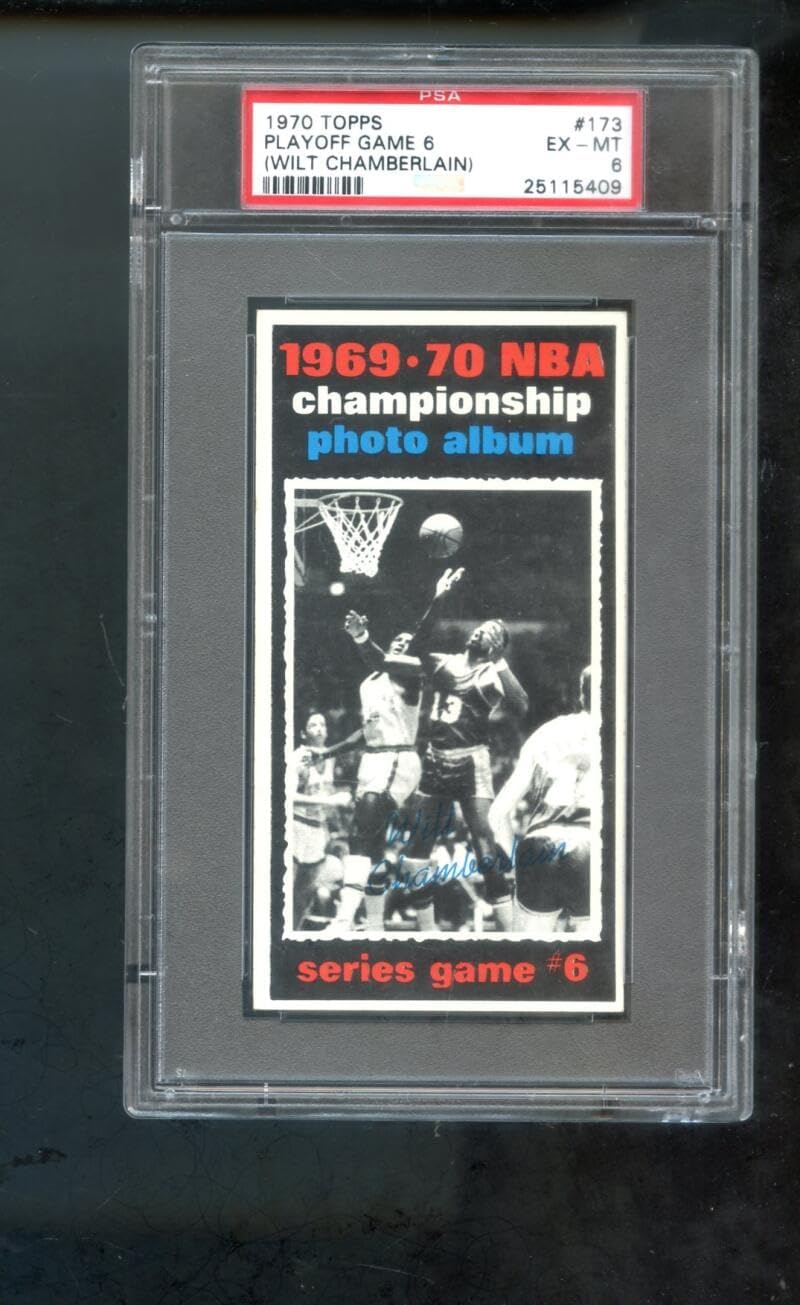 PSA
1970 TOPPS #173
PLAYOFF GAME 6 EX - MT
(WILT CHAMBERLAIN) 6
25115409
1969•70 NBA
championship
photo album
13
Wilt
Chamberlain
series game #6